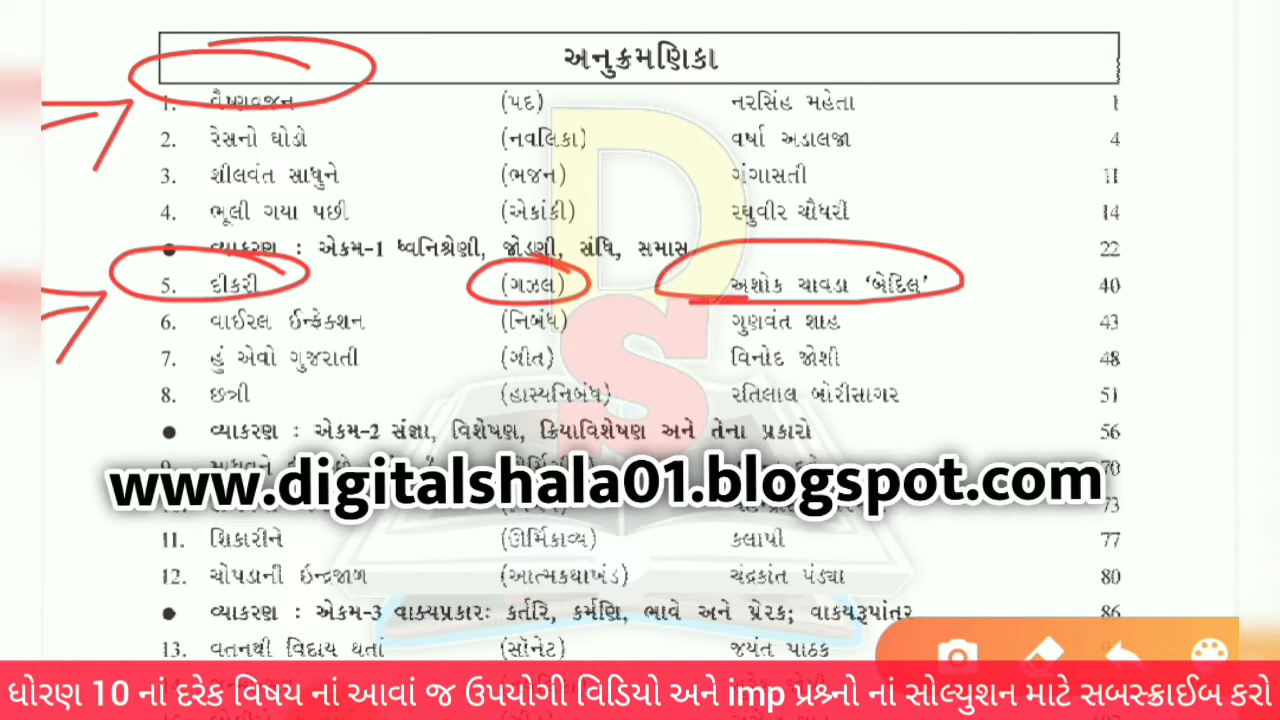 અનુક્રમણિકા
1. વૈષ્ણવજન (પદ) નરસિંહ મહેતા 1
2. રેસનો ઘોડો (નવલિકા) વર્ષા અડાલજા 4
3. શીલવંત સાધુને (ભજન) ગંગાસતી 11
4. ભૂલી ગયા પછી (એકાંકી) રઘુવીર ચૌધરી 14
● વ્યાકરણ : એકમ-1 ધ્વનિશ્રેણી, જોડણી, સંધિ, સમાસ 22
5. દીકરી (ગઝલ) અશોક ચાવડા ‘બેદિલ’ 40
6. વાઈરલ ઈન્ફેક્શન (નિબંધ) ગુણવંત શાહ 43
7. હું એવો ગુજરાતી (ગીત) વિનોદ જોશી 48
8. છત્રી (હાસ્યનિબંધ) રતિલાલ બોરીસાગર 51
● વ્યાકરણ : એકમ-2 સંજ્ઞા, વિશેષણ, ક્રિયાવિશેષણ અને તેના પ્રકારો 56
70
www.digitalshala01.blogspot.com
73
11. શિકારીને (ઊર્મિકાવ્ય) કલાપી 77
12. ચોપડાની ઈન્દ્રજાળ (આત્મકથાખંડ) ચંદ્રકાંત પંડ્યા 80
● વ્યાકરણ : એકમ-3 વાક્યપ્રકારઃ કર્તરિ, કર્મણિ, ભાવે અને પ્રેરક; વાક્યરૂપાંતર 86
13. વતનથી વિદાય થતાં (સૉનેટ) જયંત પાઠક
ધોરણ 10 નાં દરેક વિષય નાં આવાં જ ઉપયોગી વિડિયો અને imp પ્રશ્નો નાં સોલ્યુશન માટે સબસ્ક્રાઈબ કરો